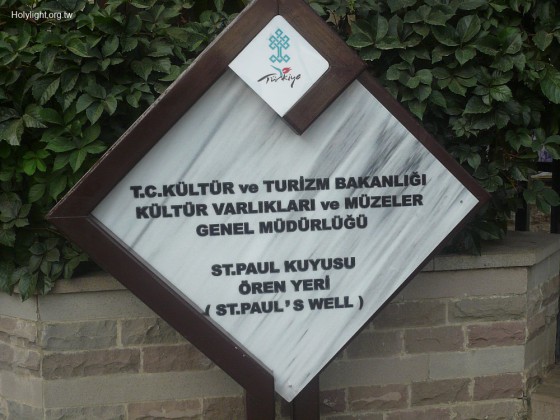 Holylight.org.tw
Türkiye
T.C.KÜLTÜR ve TURİZM BAKANLIĞI
KÜLTÜR VARLIKLARI ve MÜZELER
GENEL MÜDÜRLÜĞÜ
ST.PAUL KUYUSU
ÖREN YERİ
( ST.PAUL'S WELL )